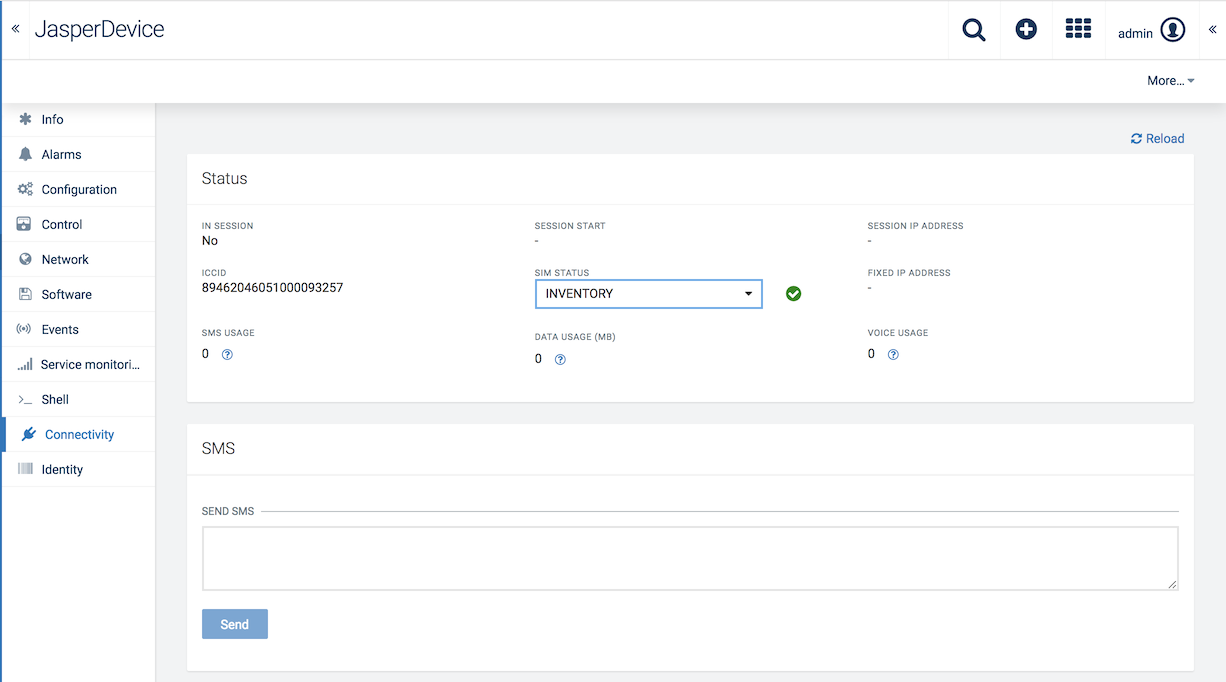 « JasperDevice admin «
More...
Info
Alarms
Configuration
Control
Network
Software
Events
Service monitori...
Shell
Connectivity
Identity
Reload
Status
IN SESSION
No
SESSION START
-
SESSION IP ADDRESS
-
ICCID
89462046051000093257
SIM STATUS
INVENTORY
FIXED IP ADDRESS
-
SMS USAGE
0 ?
DATA USAGE (MB)
0 ?
VOICE USAGE
0 ?
SMS
SEND SMS
Send